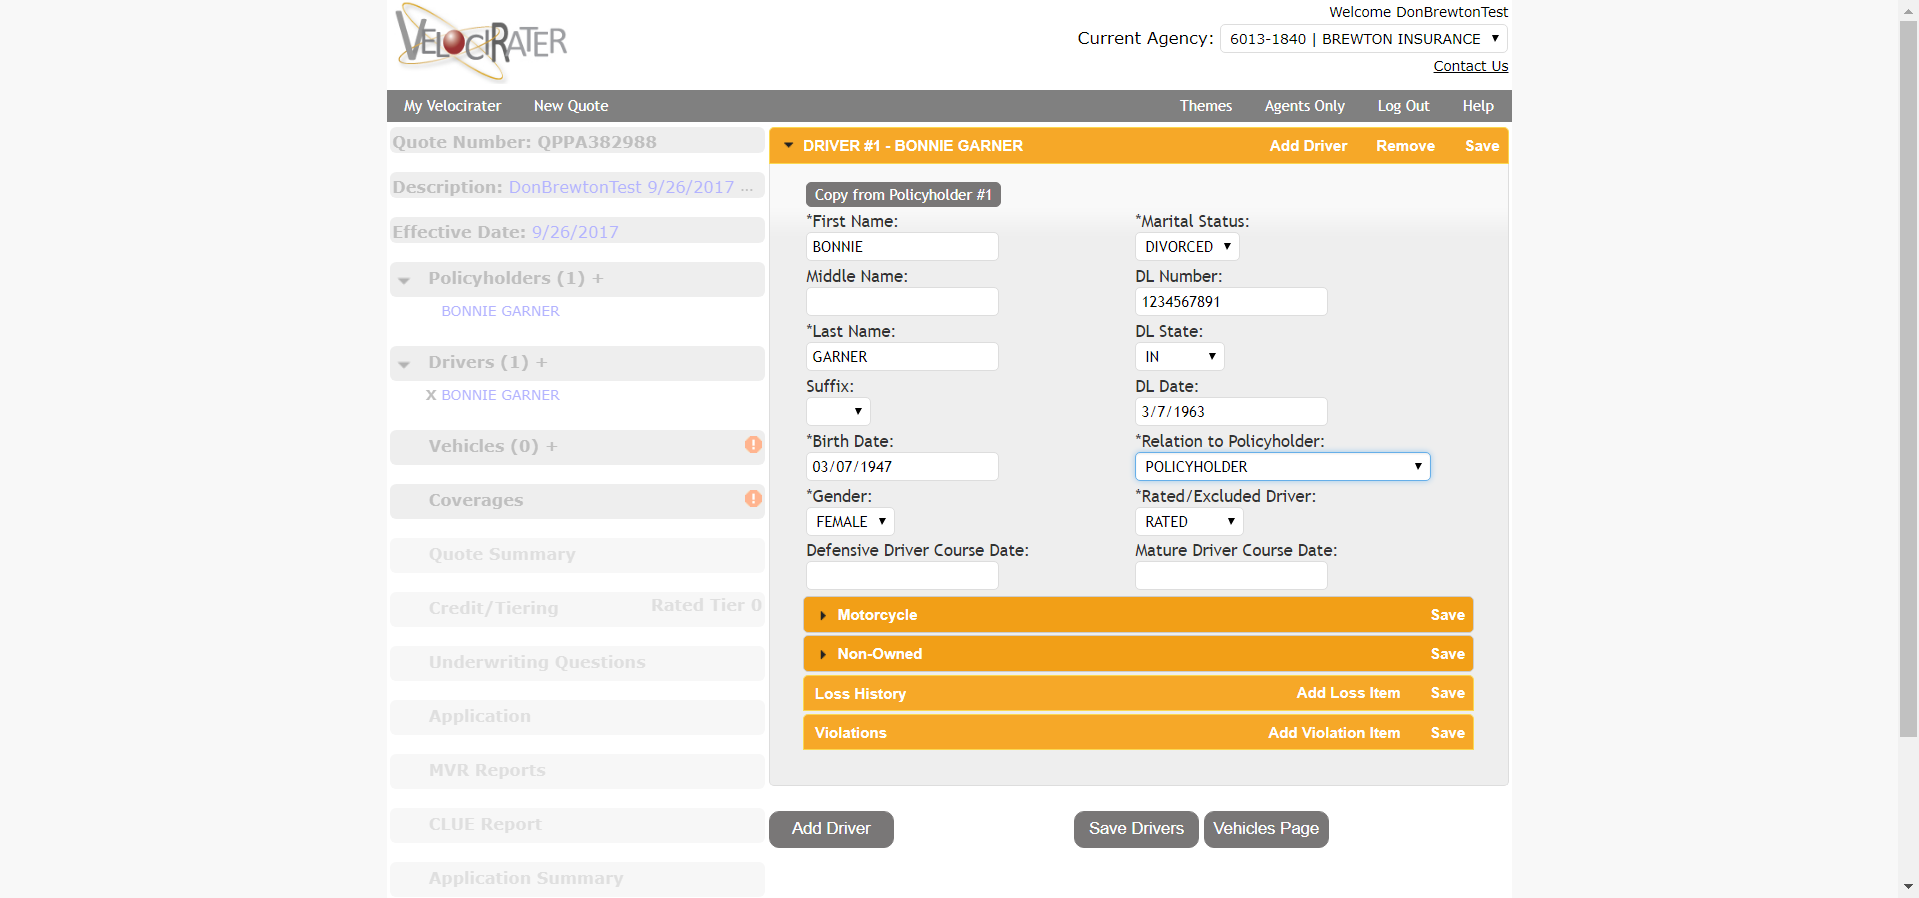 VELOCIRATER
Welcome DonBrewtonTest
Current Agency: 6013-1840 | BREWTON INSURANCE
Contact Us
My Velocirater New Quote Themes Agents Only Log Out Help
Quote Number: QPPA382988
Description: DonBrewtonTest 9/26/2017 ...
Effective Date: 9/26/2017
Policyholders (1) +
BONNIE GARNER
Drivers (1) +
X BONNIE GARNER
Vehicles (0) +
Coverages
Quote Summary
Credit/Tiering Rated Tier 0
Underwriting Questions
Application
MVR Reports
CLUE Report
Application Summary
DRIVER #1 - BONNIE GARNER Add Driver Remove Save
Copy from Policyholder #1
*First Name: *Marital Status:
BONNIE DIVORCED
Middle Name: DL Number:
1234567891
*Last Name: DL State:
GARNER IN
Suffix: DL Date:
3/7/1963
*Birth Date: *Relation to Policyholder:
03/07/1947 POLICYHOLDER
*Gender: *Rated/Excluded Driver:
FEMALE RATED
Defensive Driver Course Date: Mature Driver Course Date:
Motorcycle Save
Non-Owned Save
Loss History Add Loss Item Save
Violations Add Violation Item Save
Add Driver Save Drivers Vehicles Page